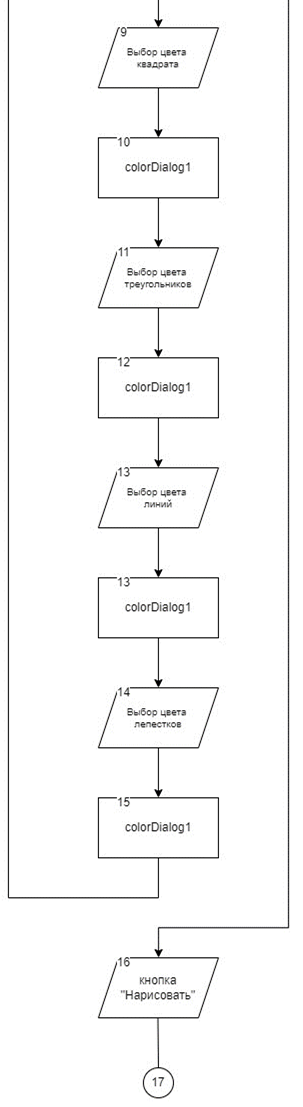 9
Выбор цвета
квадрата
10
colorDialog1
11
Выбор цвета
треугольников
12
colorDialog1
13
Выбор цвета
линий
13
colorDialog1
14
Выбор цвета
лепестков
15
colorDialog1
16
кнопка
"Нарисовать"
17